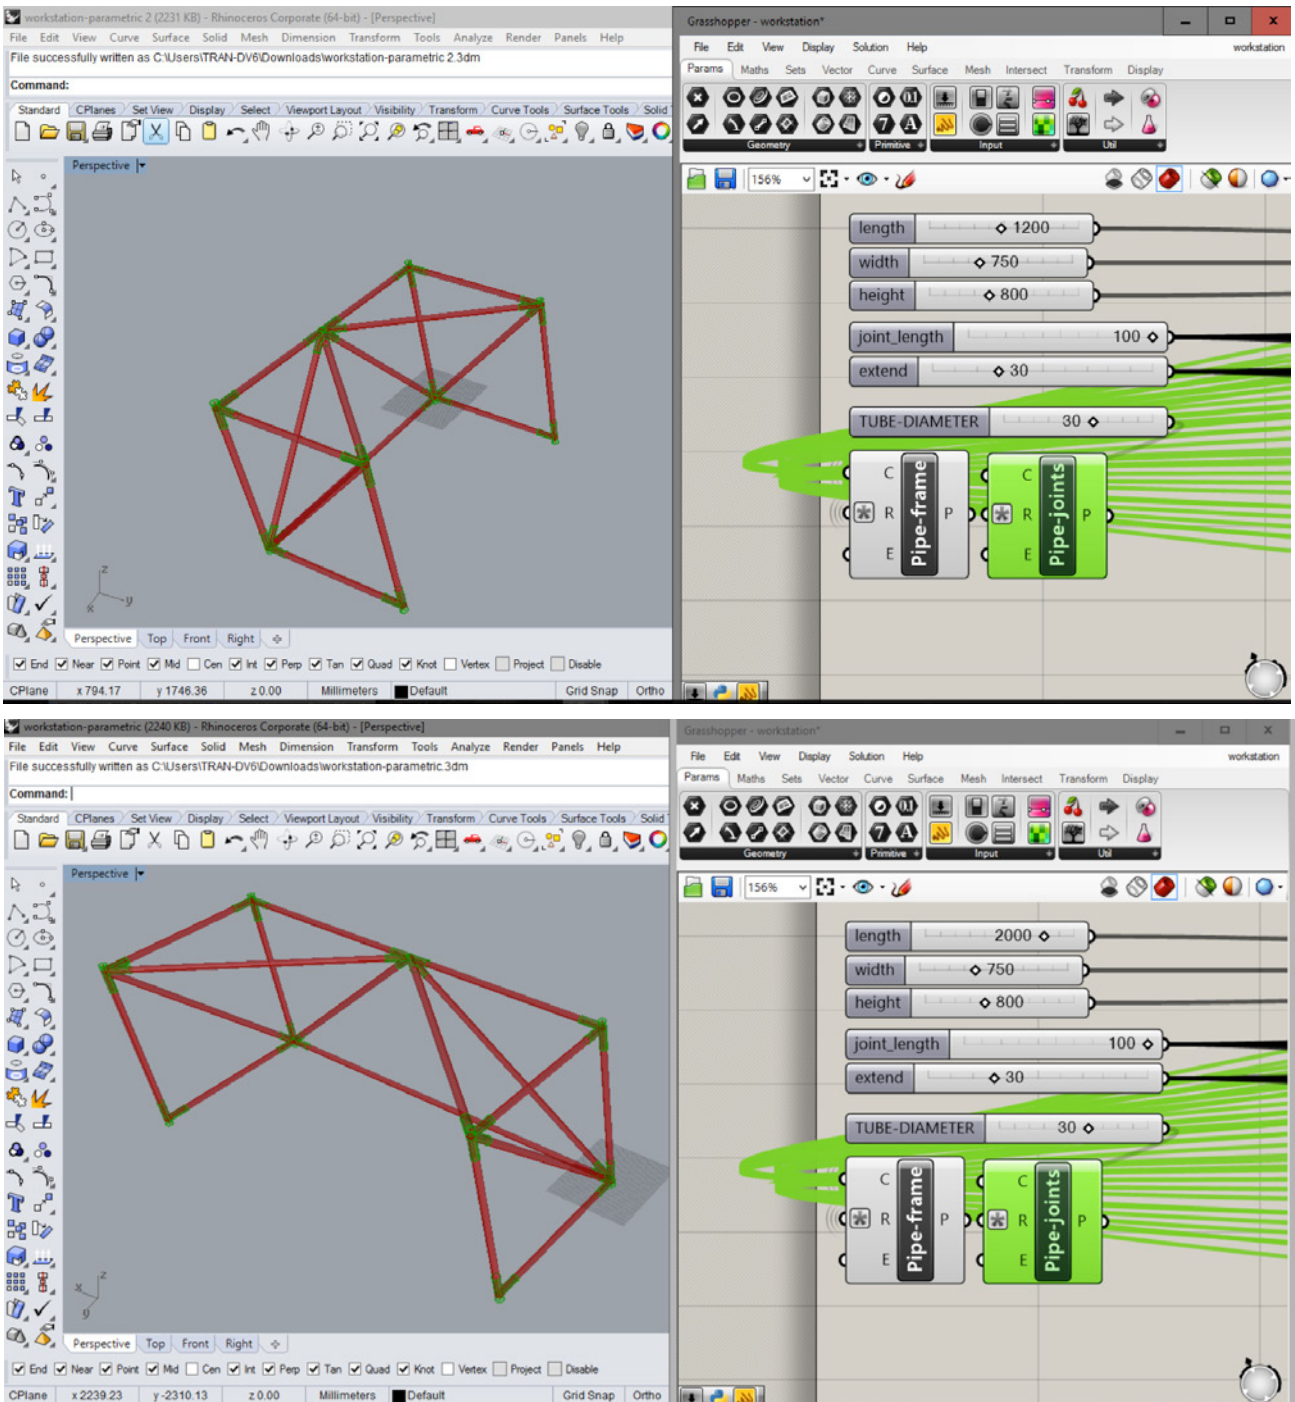 workstation-parametric 2 (2231 KB) - Rhinoceros Corporate (64-bit) - [Perspective]
File Edit View Curve Surface Solid Mesh Dimension Transform Tools Analyze Render Panels Help
File successfully written as C:\Users\TRAN-DV6\Downloads\workstation-parametric 2.3dm
Command:
Standard CPlanes Set View Display Select Viewport Layout Visibility Transform Curve Tools Surface Tools Solid
Perspective
z
x y
Perspective Top Front Right
End Near Point Mid Cen Int Perp Tan Quad Knot Vertex Project Disable
CPlane x 794.17 y 1746.36 z 0.00 Millimeters Default Grid Snap Ortho
Grasshopper - workstation*
File Edit View Display Solution Help workstation
Params Maths Sets Vector Curve Surface Mesh Intersect Transform Display
Geometry Primitive Input Util
156%
length 1200
width 750
height 800
joint_length 100
extend 30
TUBE-DIAMETER 30
C R E Pipe-frame P
C R E Pipe-joints P
workstation-parametric (2240 KB) - Rhinoceros Corporate (64-bit) - [Perspective]
File Edit View Curve Surface Solid Mesh Dimension Transform Tools Analyze Render Panels Help
File successfully written as C:\Users\TRAN-DV6\Downloads\workstation-parametric.3dm
Command:
Standard CPlanes Set View Display Select Viewport Layout Visibility Transform Curve Tools Surface Tools Solid
Perspective
x z
y
Perspective Top Front Right
End Near Point Mid Cen Int Perp Tan Quad Knot Vertex Project Disable
CPlane x 2239.23 y -2310.13 z 0.00 Millimeters Default Grid Snap Ortho
Grasshopper - workstation*
File Edit View Display Solution Help workstation
Params Maths Sets Vector Curve Surface Mesh Intersect Transform Display
Geometry Primitive Input Util
156%
length 2000
width 750
height 800
joint_length 100
extend 30
TUBE-DIAMETER 30
C R E Pipe-frame P
C R E Pipe-joints P